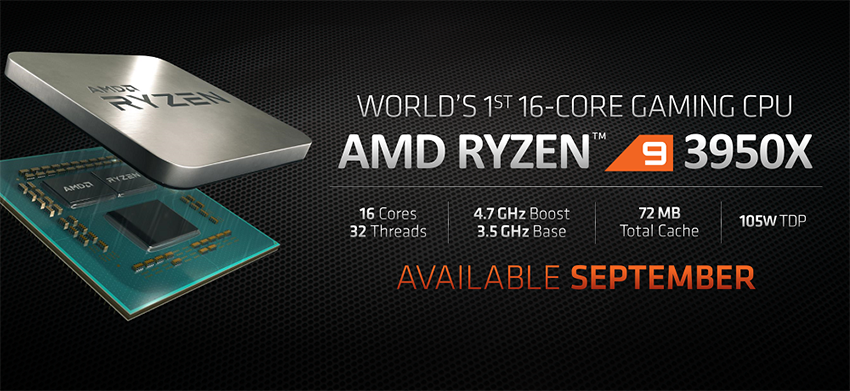 AMD
RYZEN
AMD RYZEN
WORLD'S 1ST 16-CORE GAMING CPU
AMD RYZEN™ 9 3950X
16 Cores
32 Threads
4.7 GHz Boost
3.5 GHz Base
72 MB
Total Cache
105W TDP
AVAILABLE SEPTEMBER